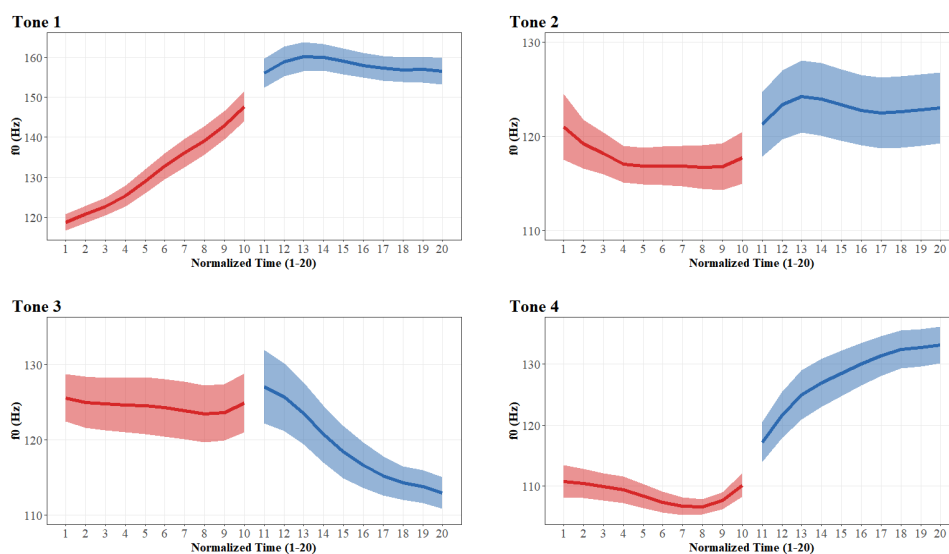 Tone 1
f0 (Hz)
160
150
140
130
120
1 2 3 4 5 6 7 8 9 10 11 12 13 14 15 16 17 18 19 20
Normalized Time (1-20)
Tone 2
f0 (Hz)
130
120
110
1 2 3 4 5 6 7 8 9 10 11 12 13 14 15 16 17 18 19 20
Normalized Time (1-20)
Tone 3
f0 (Hz)
130
120
110
1 2 3 4 5 6 7 8 9 10 11 12 13 14 15 16 17 18 19 20
Normalized Time (1-20)
Tone 4
f0 (Hz)
130
120
110
1 2 3 4 5 6 7 8 9 10 11 12 13 14 15 16 17 18 19 20
Normalized Time (1-20)